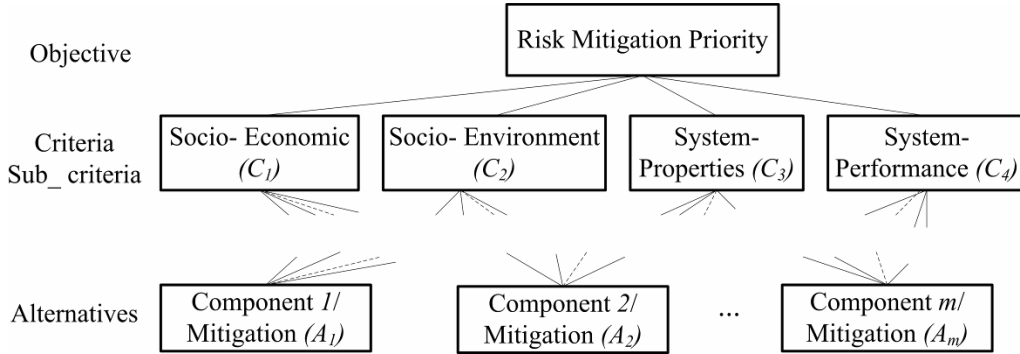 Objective
Risk Mitigation Priority
Criteria
Sub_ criteria
Socio- Economic
(C1)
Socio- Environment
(C2)
System-
Properties (C3)
System-
Performance (C4)
Alternatives
Component 1/
Mitigation (A1)
Component 2/
Mitigation (A2)
...
Component m/
Mitigation (Am)